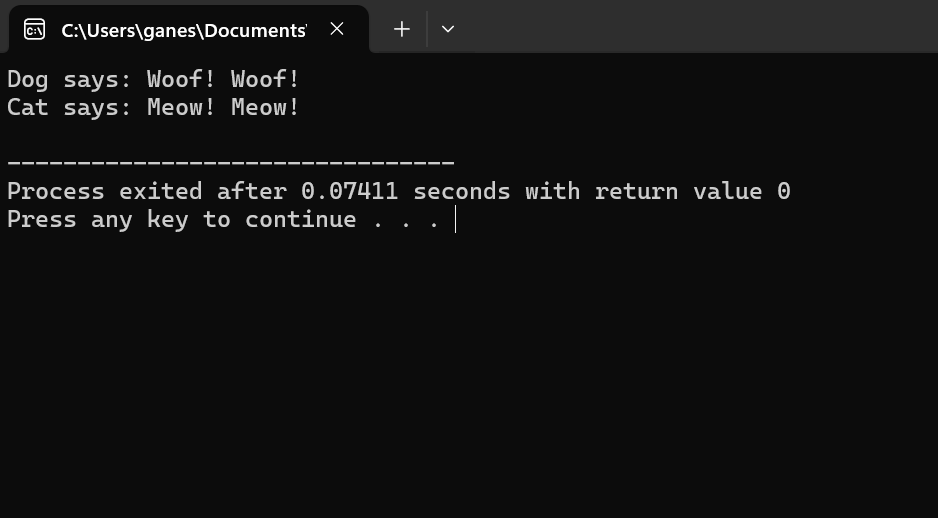 C:\Users\ganes\Documents'
Dog says: Woof! Woof!
Cat says: Meow! Meow!
--------------------------------
Process exited after 0.07411 seconds with return value 0
Press any key to continue . . .